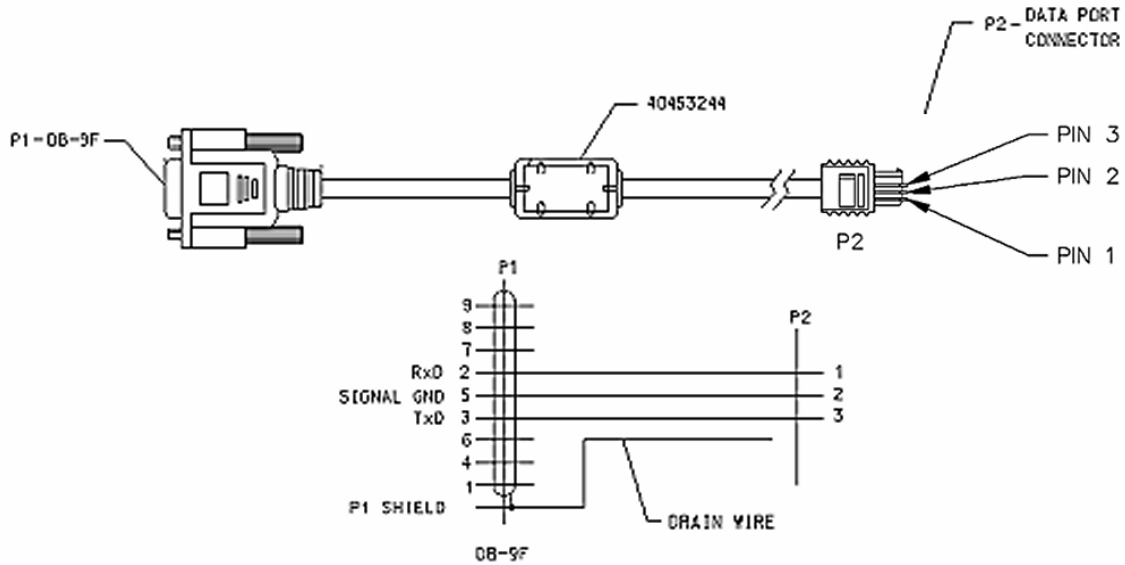 P2- DATA PORT
CONNECTOR
40453244
P1-DB-9F
PIN 3
PIN 2
PIN 1
P2
P1
9
8
7
RxD 2
SIGNAL GND 5
TxD 3
6
4
1
P1 SHIELD
P2
1
2
3
DRAIN WIRE
DB-9F